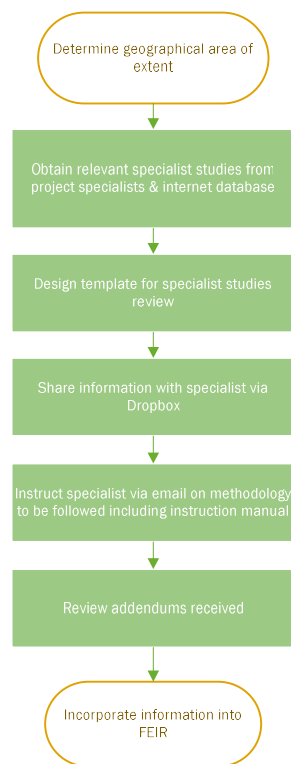 Determine geographical area of
extent
Obtain relevant specialist studies from
project specialists & internet database
Design template for specialist studies
review
Share information with specialist via
Dropbox
Instruct specialist via email on methodology
to be followed including instruction manual
Review addendums received
Incorporate information into
FEIR